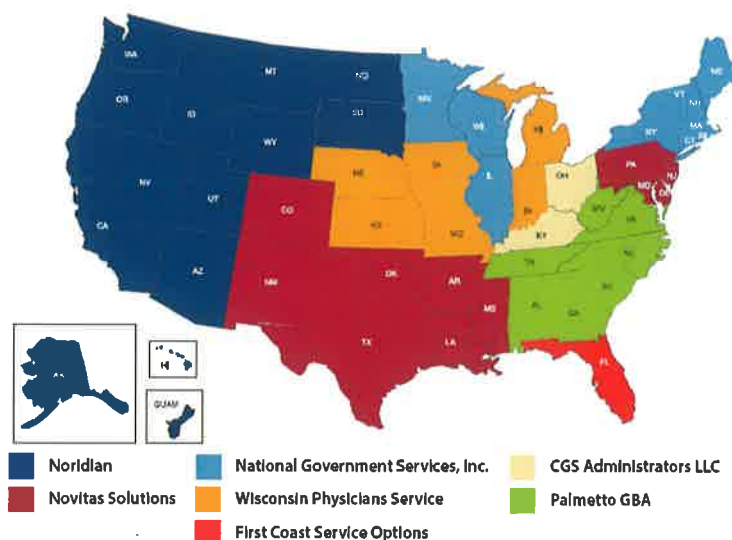 WA
MT
ND
OR
ID
SD
WY
NV
UT
CA
AZ
MN
WI
IL
NE
IA
KS
MO
MI
IN
OH
KY
CO
NM
OK
AR
TX
LA
MS
ME
VT
NH
MA
NY
CT
PA
NJ
MD
DE
WV
VA
TN
NC
SC
AL
GA
FL
HI
GUAM
Noridian
National Government Services, Inc.
CGS Administrators LLC
Novitas Solutions
Wisconsin Physicians Service
Palmetto GBA
First Coast Service Options